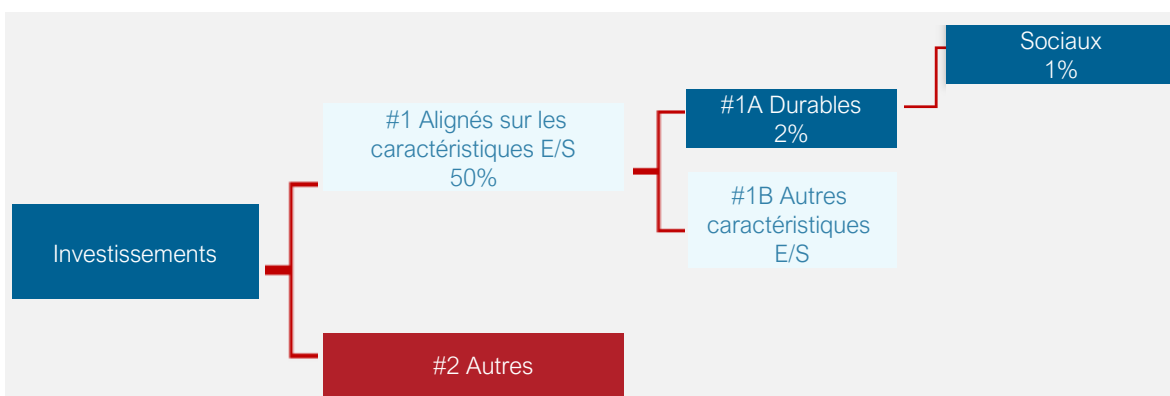 Investissements
#1 Alignés sur les
caractéristiques E/S
50%
#2 Autres
#1A Durables
2%
#1B Autres
caractéristiques
E/S
Sociaux
1%